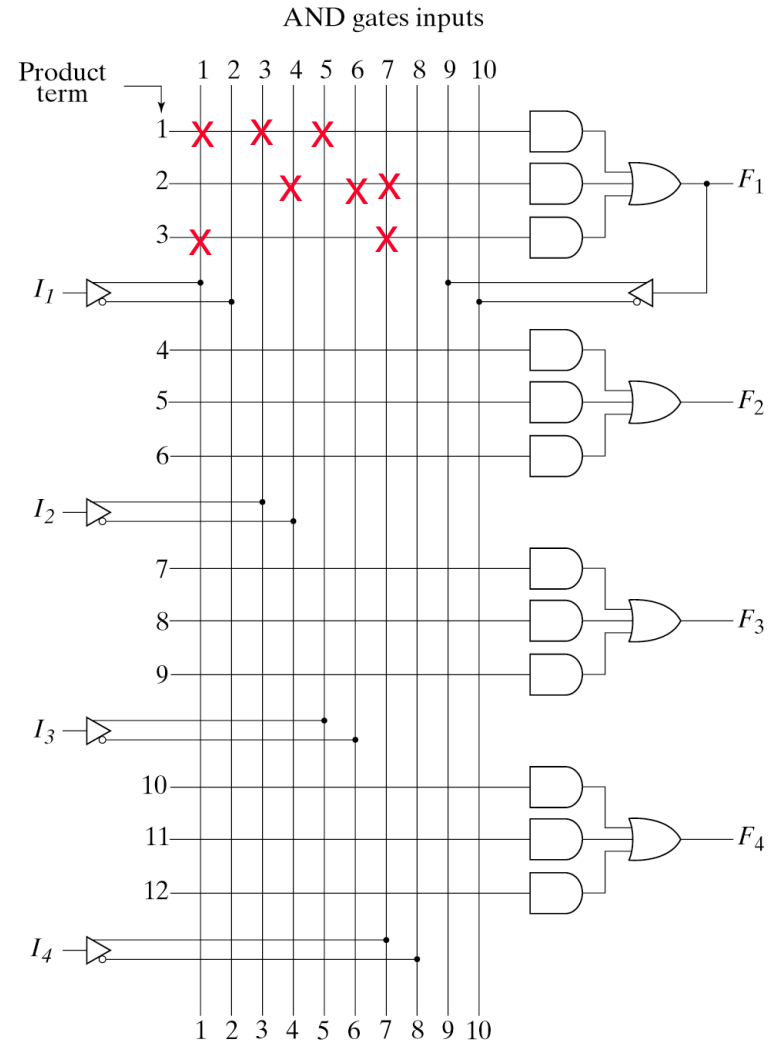 AND gates inputs
Product
term
1 2 3 4 5 6 7 8 9 10
1
X X X
2
X X X
F1
3
X X
I1
4
5
F2
6
I2
7
8
F3
9
I3
10
11
F4
12
I4
1 2 3 4 5 6 7 8 9 10